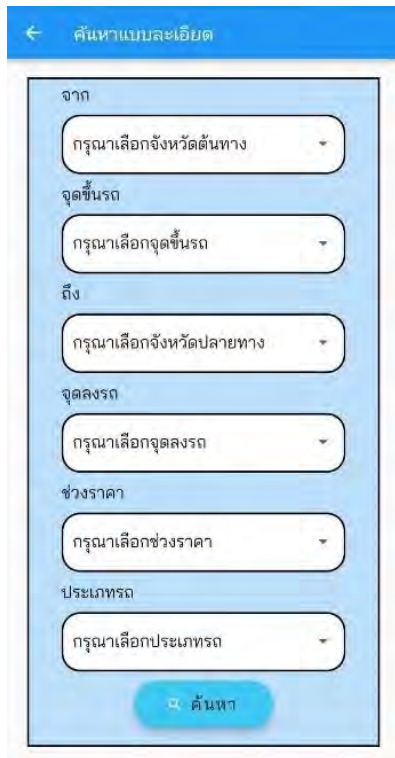 ค้นหาแบบละเอียด
จาก
กรุณาเลือกจังหวัดต้นทาง
จุดขึ้นรถ
กรุณาเลือกจุดขึ้นรถ
ถึง
กรุณาเลือกจังหวัดปลายทาง
จุดลงรถ
กรุณาเลือกจุดลงรถ
ช่วงราคา
กรุณาเลือกช่วงราคา
ประเภทรถ
กรุณาเลือกประเภทรถ
ค้นหา